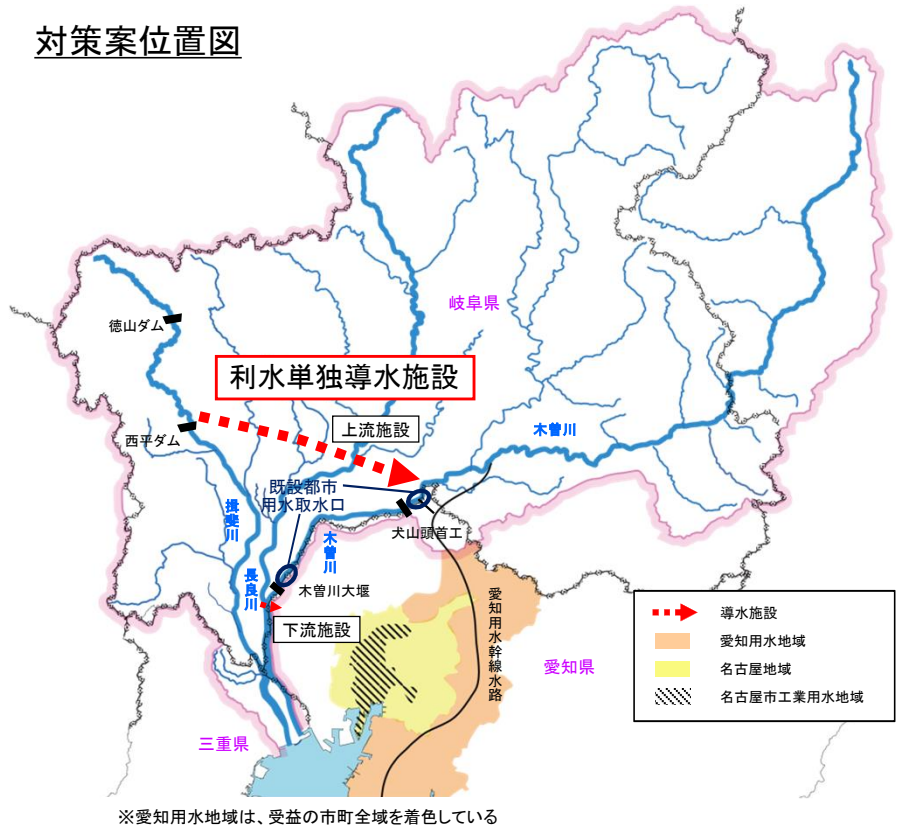 対策案位置図
岐阜県
徳山ダム
利水単独導水施設
上流施設
木曽川
西平ダム
既設都市
用水取水口
揖斐川
犬山頭首工
木曽川
長良川
木曽川大堰
下流施設
愛知用水幹線水路
愛知県
三重県
導水施設
愛知用水地域
名古屋地域
名古屋市工業用水地域
※愛知用水地域は、受益の市町全域を着色している